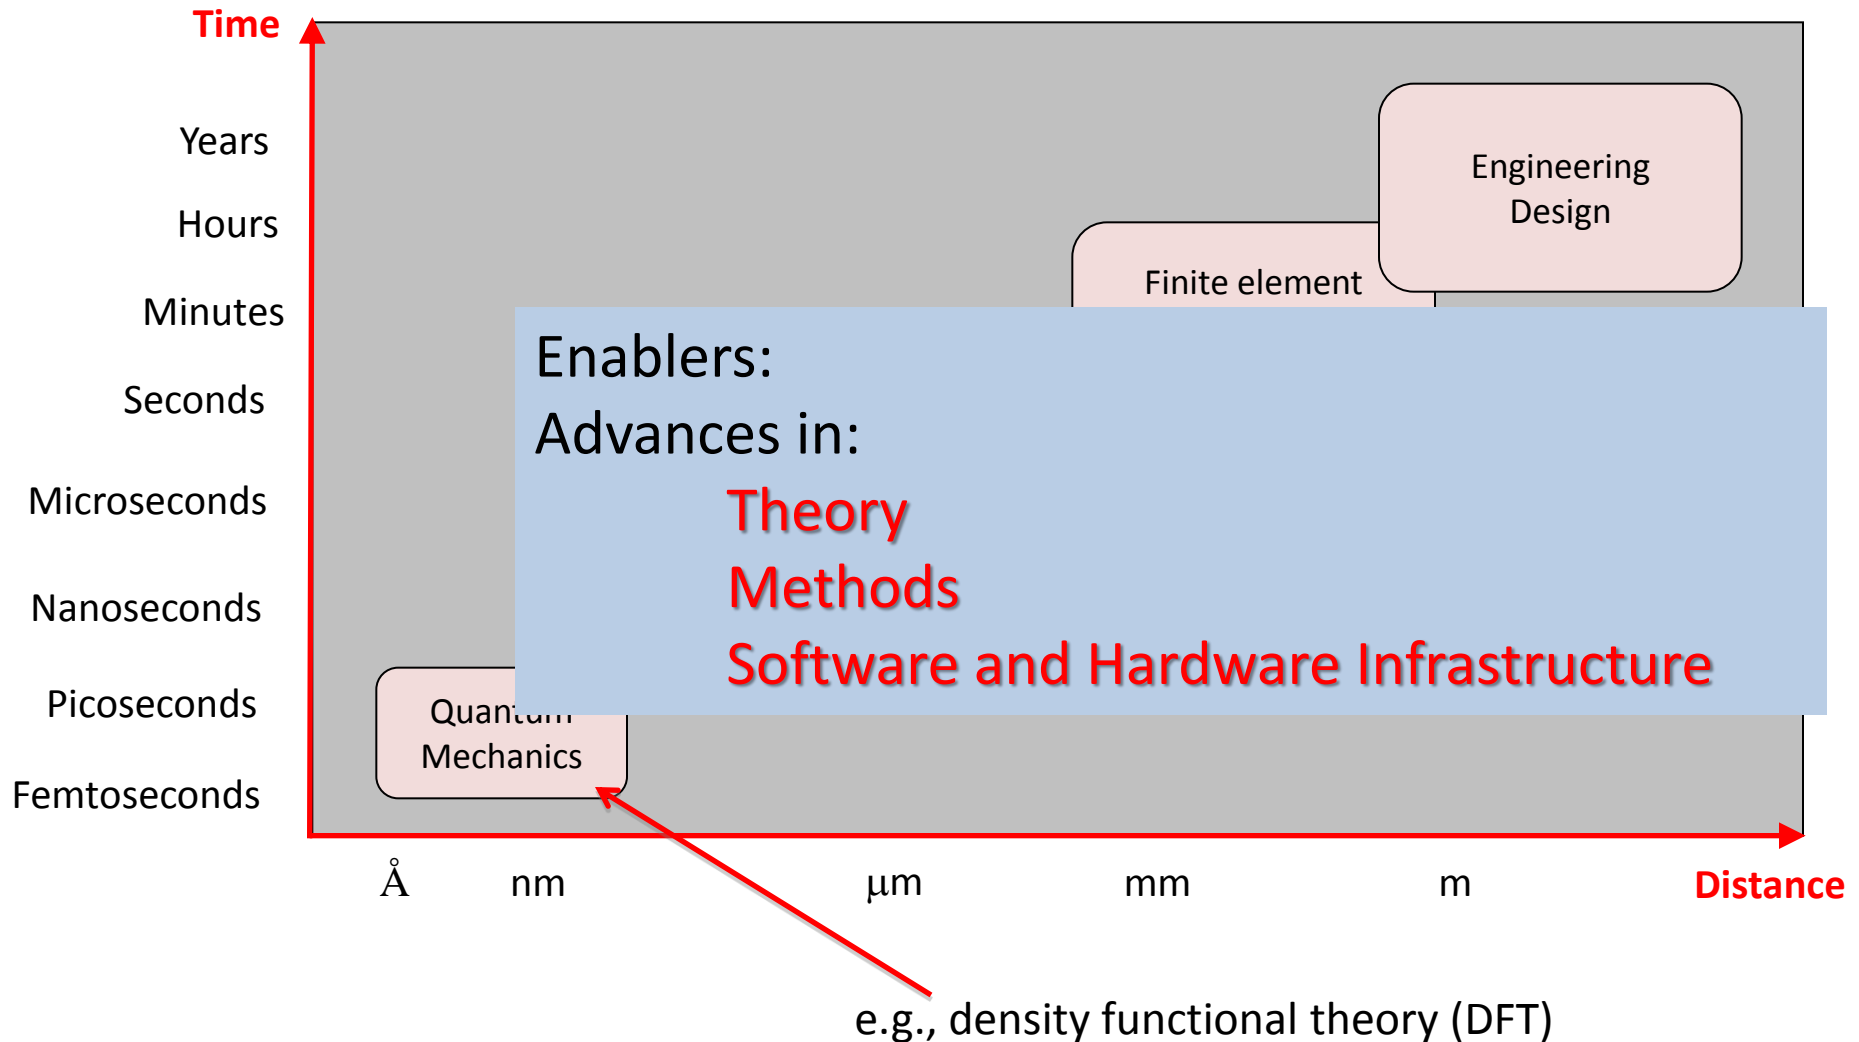 Time
Years
Hours
Minutes
Seconds
Microseconds
Nanoseconds
Picoseconds
Femtoseconds
Engineering
Design
Finite element
Enablers:
Advances in:
Theory
Methods
Software and Hardware Infrastructure
Quantum
Mechanics
Å nm μm mm m Distance
e.g., density functional theory (DFT)